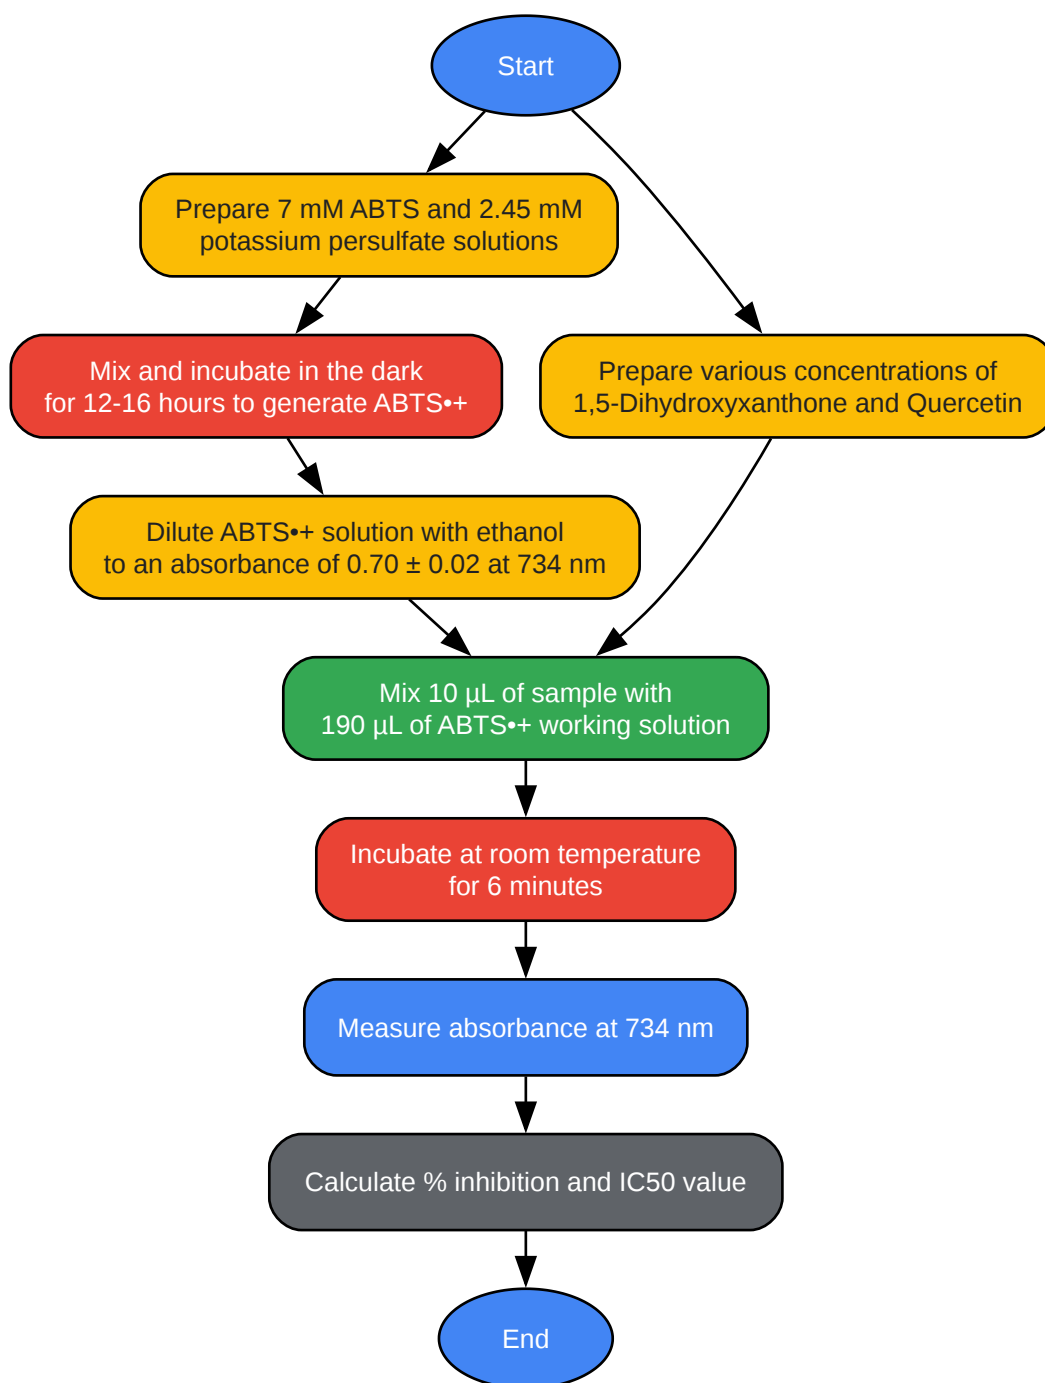 Start
Prepare 7 mM ABTS and 2.45 mM
potassium persulfate solutions
Mix and incubate in the dark
for 12-16 hours to generate ABTS•+
Prepare various concentrations of
1,5-Dihydroxyxanthone and Quercetin
Dilute ABTS•+ solution with ethanol
to an absorbance of 0.70 ± 0.02 at 734 nm
Mix 10 µL of sample with
190 µL of ABTS•+ working solution
Incubate at room temperature
for 6 minutes
Measure absorbance at 734 nm
Calculate % inhibition and IC50 value
End